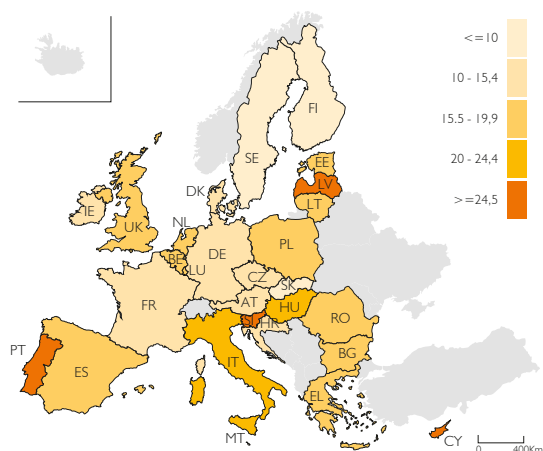 <=10
10 - 15,4
15.5 - 19,9
20 - 24,4
>=24,5
FI
SE
EE
LV
LT
DK
IE
UK
NL
BE
LU
DE
PL
CZ
SK
FR
AT
HU
SI
HR
RO
BG
PT
ES
IT
EL
MT
CY
0 400Km